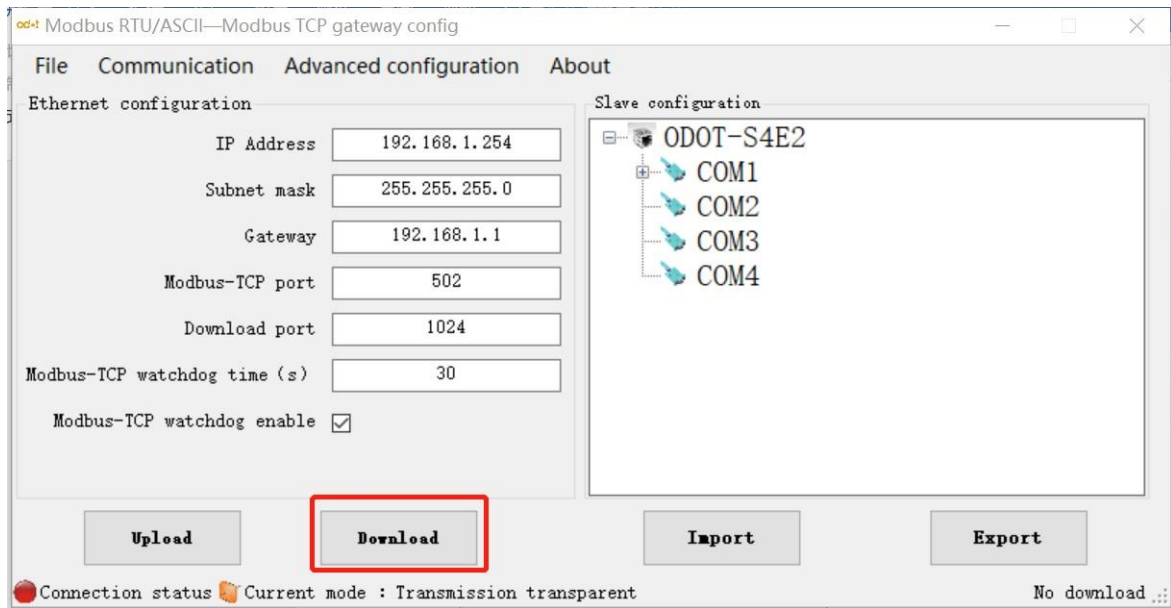 odot Modbus RTU/ASCII—Modbus TCP gateway config
File Communication Advanced configuration About
Ethernet configuration
IP Address 192.168.1.254
Subnet mask 255.255.255.0
Gateway 192.168.1.1
Modbus-TCP port 502
Download port 1024
Modbus-TCP watchdog time (s) 30
Modbus-TCP watchdog enable
Slave configuration
ODOT-S4E2
COM1
COM2
COM3
COM4
Upload Download Import Export
Connection status Current mode : Transmission transparent No download